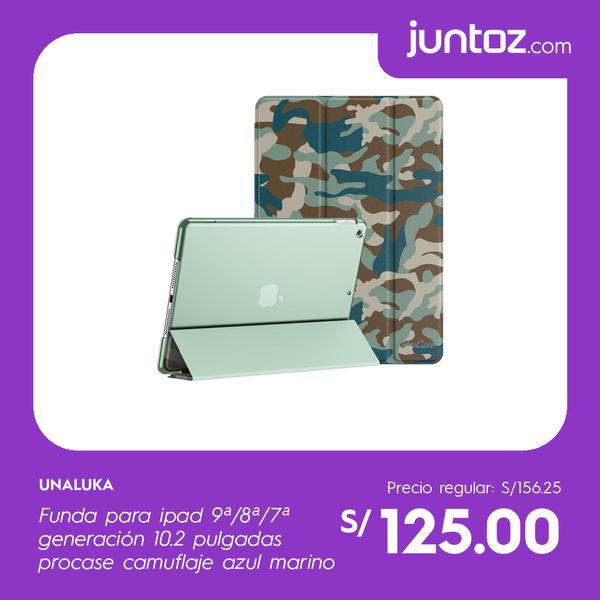 juntoz.com
UNALUKA
Funda para ipad 9ª/8ª/7ª
generación 10.2 pulgadas
procase camuflaje azul marino
Precio regular: S/156.25
S/125.00